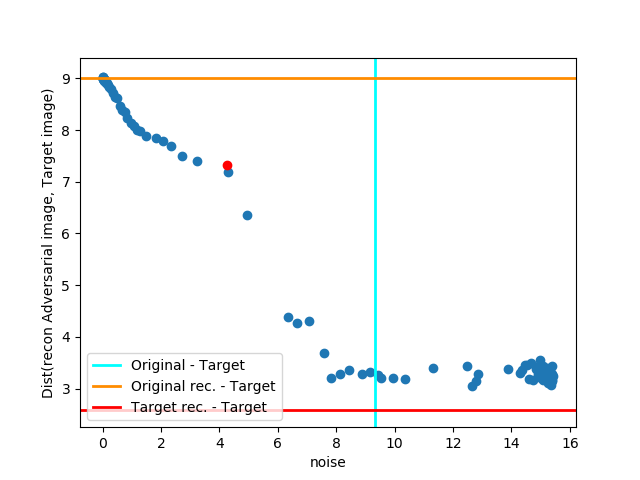 9
8
7
6
5
4
3
Dist(recon Adversarial image, Target image)
Original - Target
Original rec. - Target
Target rec. - Target
0 2 4 6 8 10 12 14 16
noise